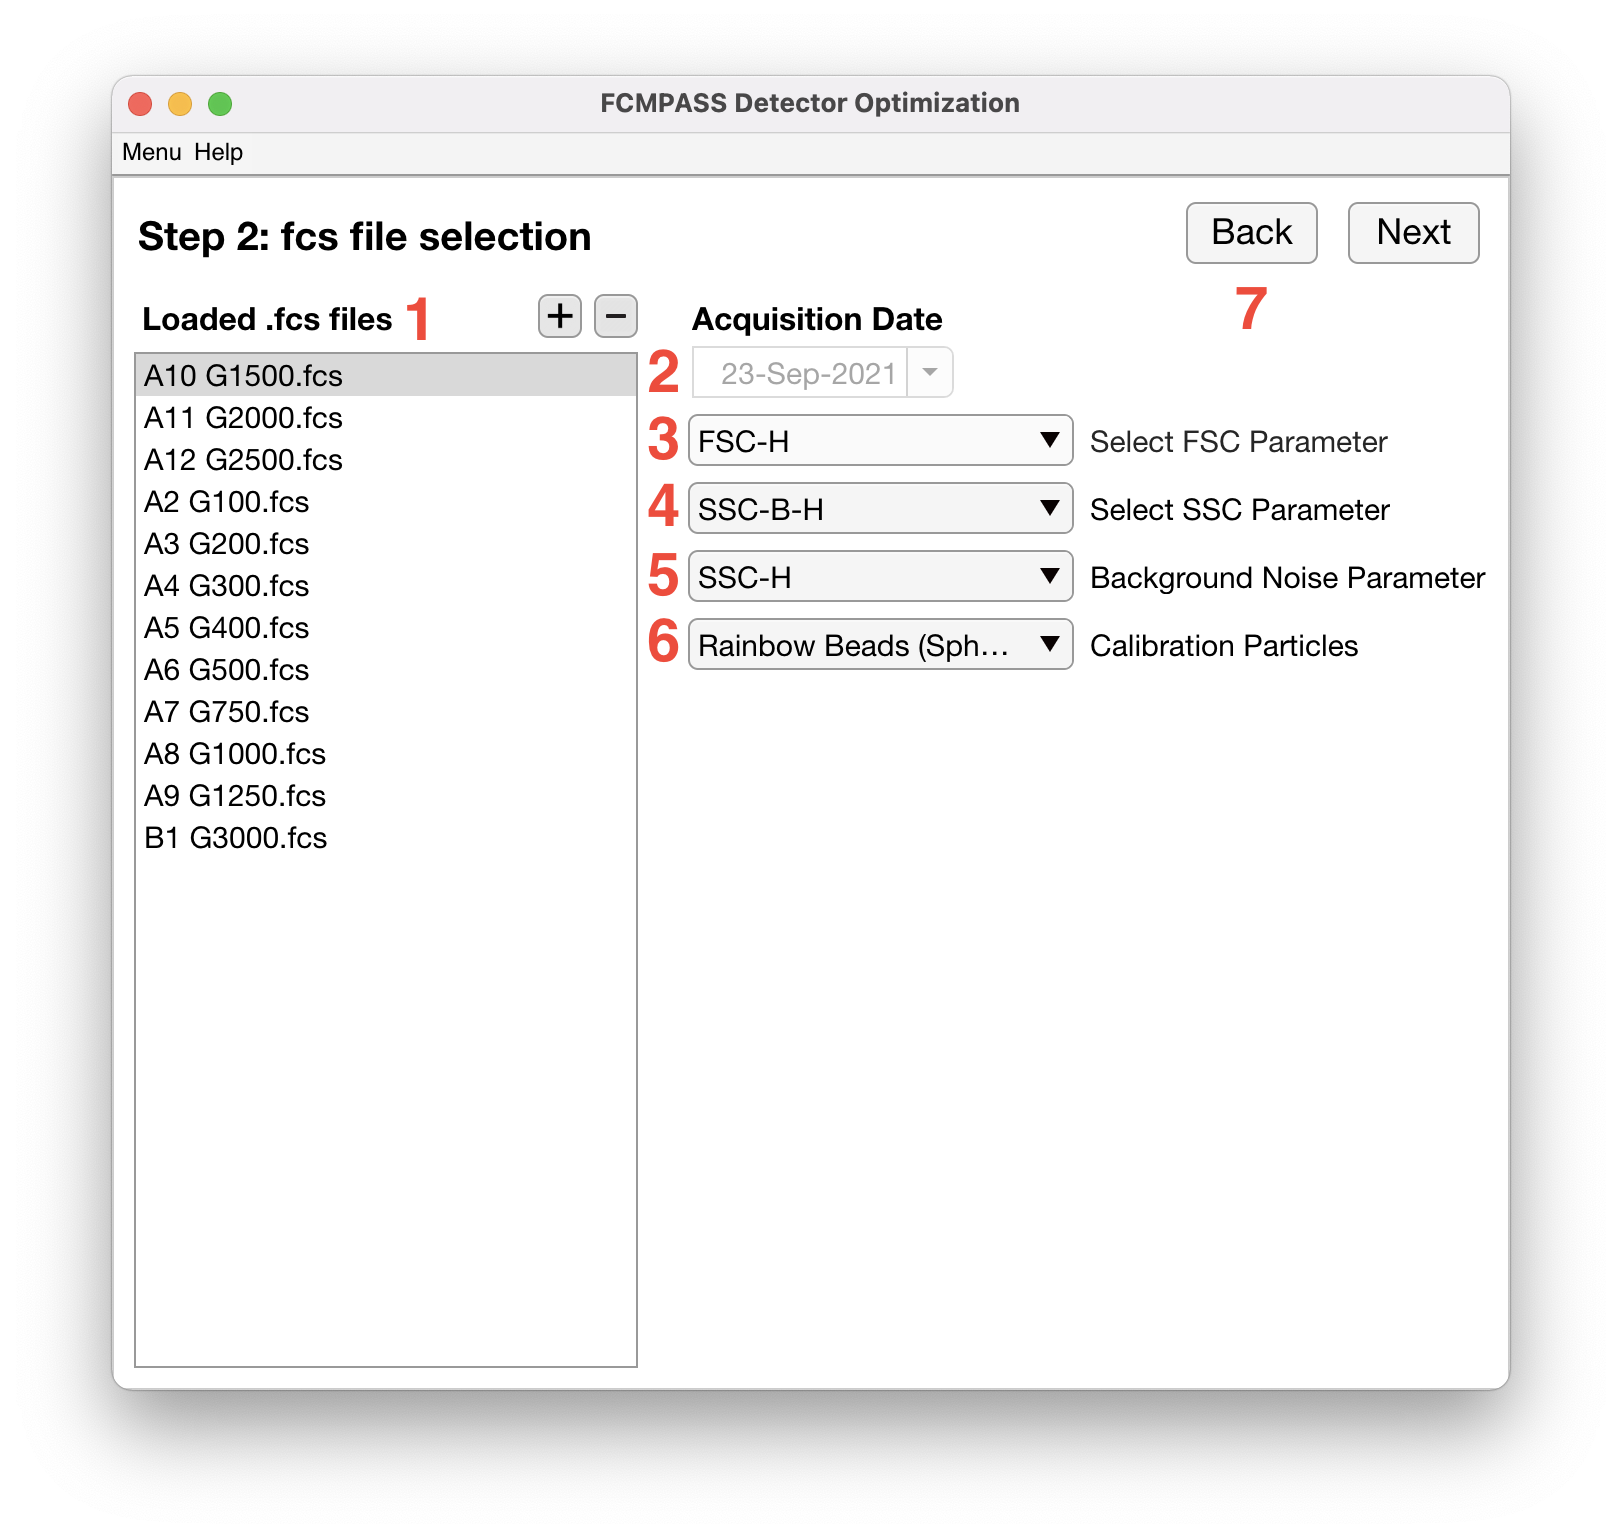 FCMPASS Detector Optimization
Menu Help
Step 2: fcs file selection
Back Next
7
Loaded .fcs files 1 + −
A10 G1500.fcs
A11 G2000.fcs
A12 G2500.fcs
A2 G100.fcs
A3 G200.fcs
A4 G300.fcs
A5 G400.fcs
A6 G500.fcs
A7 G750.fcs
A8 G1000.fcs
A9 G1250.fcs
B1 G3000.fcs
Acquisition Date
2 23-Sep-2021
3 FSC-H Select FSC Parameter
4 SSC-B-H Select SSC Parameter
5 SSC-H Background Noise Parameter
6 Rainbow Beads (Sph... Calibration Particles